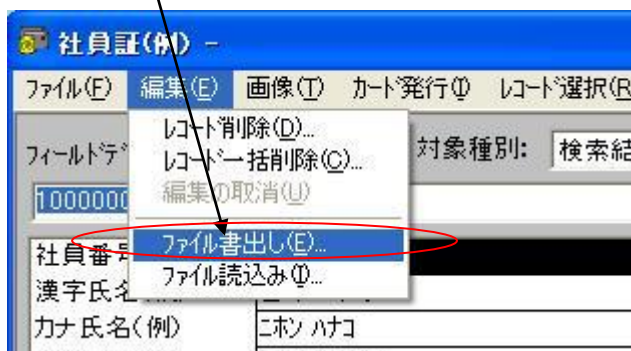 社員証(例) -
ファイル(F) 編集(E) 画像(T) カード発行(I) レコード選択(R
レコード削除(D)...
レコード一括削除(C)...
編集の取消(U)
ファイル書出し(E)...
ファイル読込み(I)...
フィールドデ 対象種別: 検索結
1000000
社員番号
漢字氏名
カナ氏名(例) ニホン ハナコ